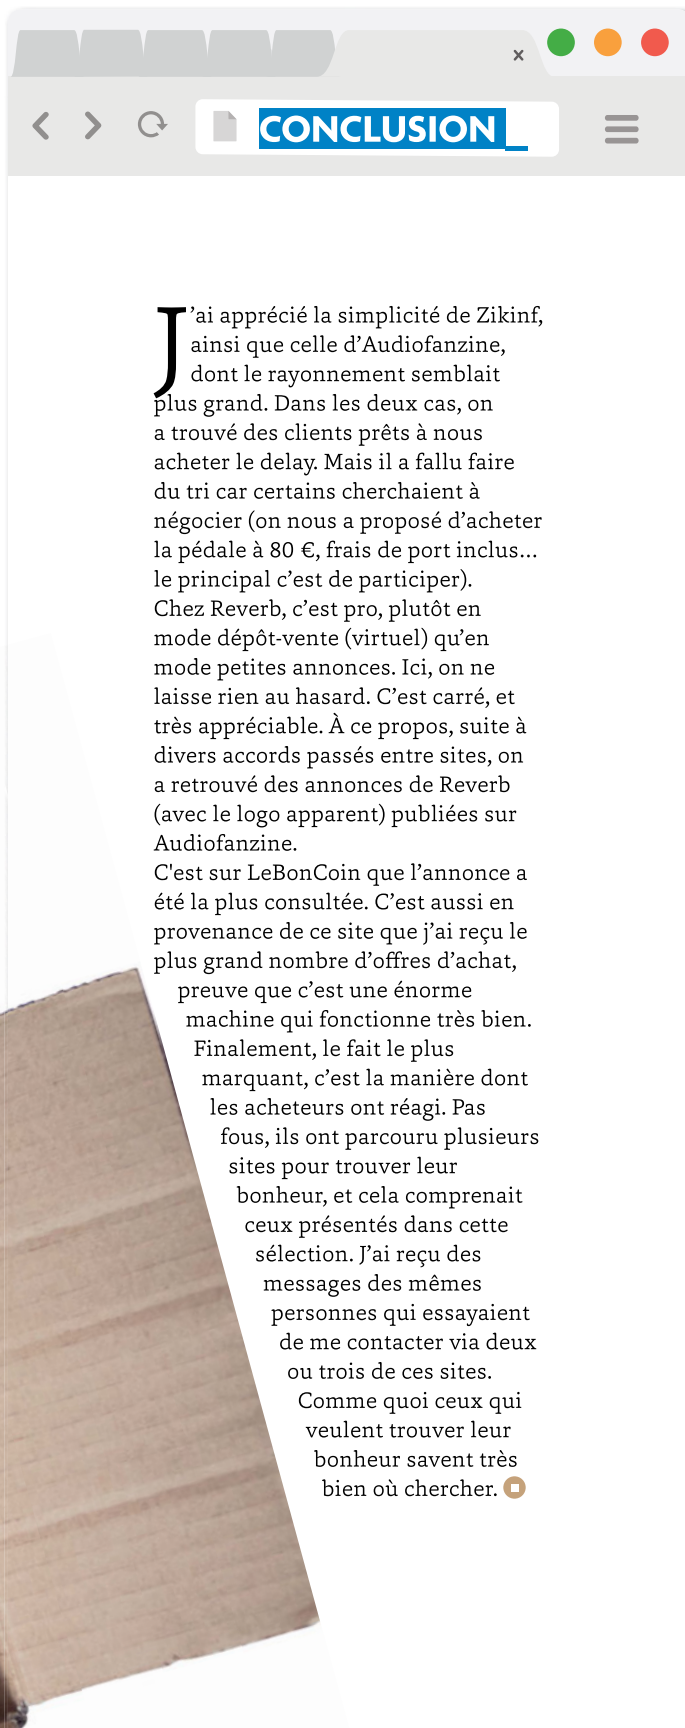 CONCLUSION_
J’ai apprécié la simplicité de Zikinf,
ainsi que celle d’Audiofanzine,
dont le rayonnement semblait
plus grand. Dans les deux cas, on
a trouvé des clients prêts à nous
acheter le delay. Mais il a fallu faire
du tri car certains cherchaient à
négocier (on nous a proposé d’acheter
la pédale à 80 €, frais de port inclus…
le principal c’est de participer).
Chez Reverb, c’est pro, plutôt en
mode dépôt-vente (virtuel) qu’en
mode petites annonces. Ici, on ne
laisse rien au hasard. C’est carré, et
très appréciable. À ce propos, suite à
divers accords passés entre sites, on
a retrouvé des annonces de Reverb
(avec le logo apparent) publiées sur
Audiofanzine.
C'est sur LeBonCoin que l’annonce a
été la plus consultée. C’est aussi en
provenance de ce site que j’ai reçu le
plus grand nombre d’offres d’achat,
preuve que c’est une énorme
machine qui fonctionne très bien.
Finalement, le fait le plus
marquant, c’est la manière dont
les acheteurs ont réagi. Pas
fous, ils ont parcouru plusieurs
sites pour trouver leur
bonheur, et cela comprenait
ceux présentés dans cette
sélection. J’ai reçu des
messages des mêmes
personnes qui essayaient
de me contacter via deux
ou trois de ces sites.
Comme quoi ceux qui
veulent trouver leur
bonheur savent très
bien où chercher.